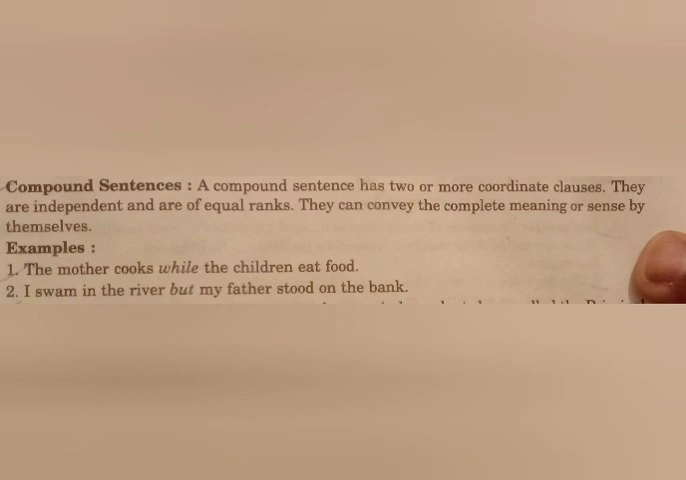 Compound Sentences : A compound sentence has two or more coordinate clauses. They
are independent and are of equal ranks. They can convey the complete meaning or sense by
themselves.
Examples :
1. The mother cooks while the children eat food.
2. I swam in the river but my father stood on the bank.